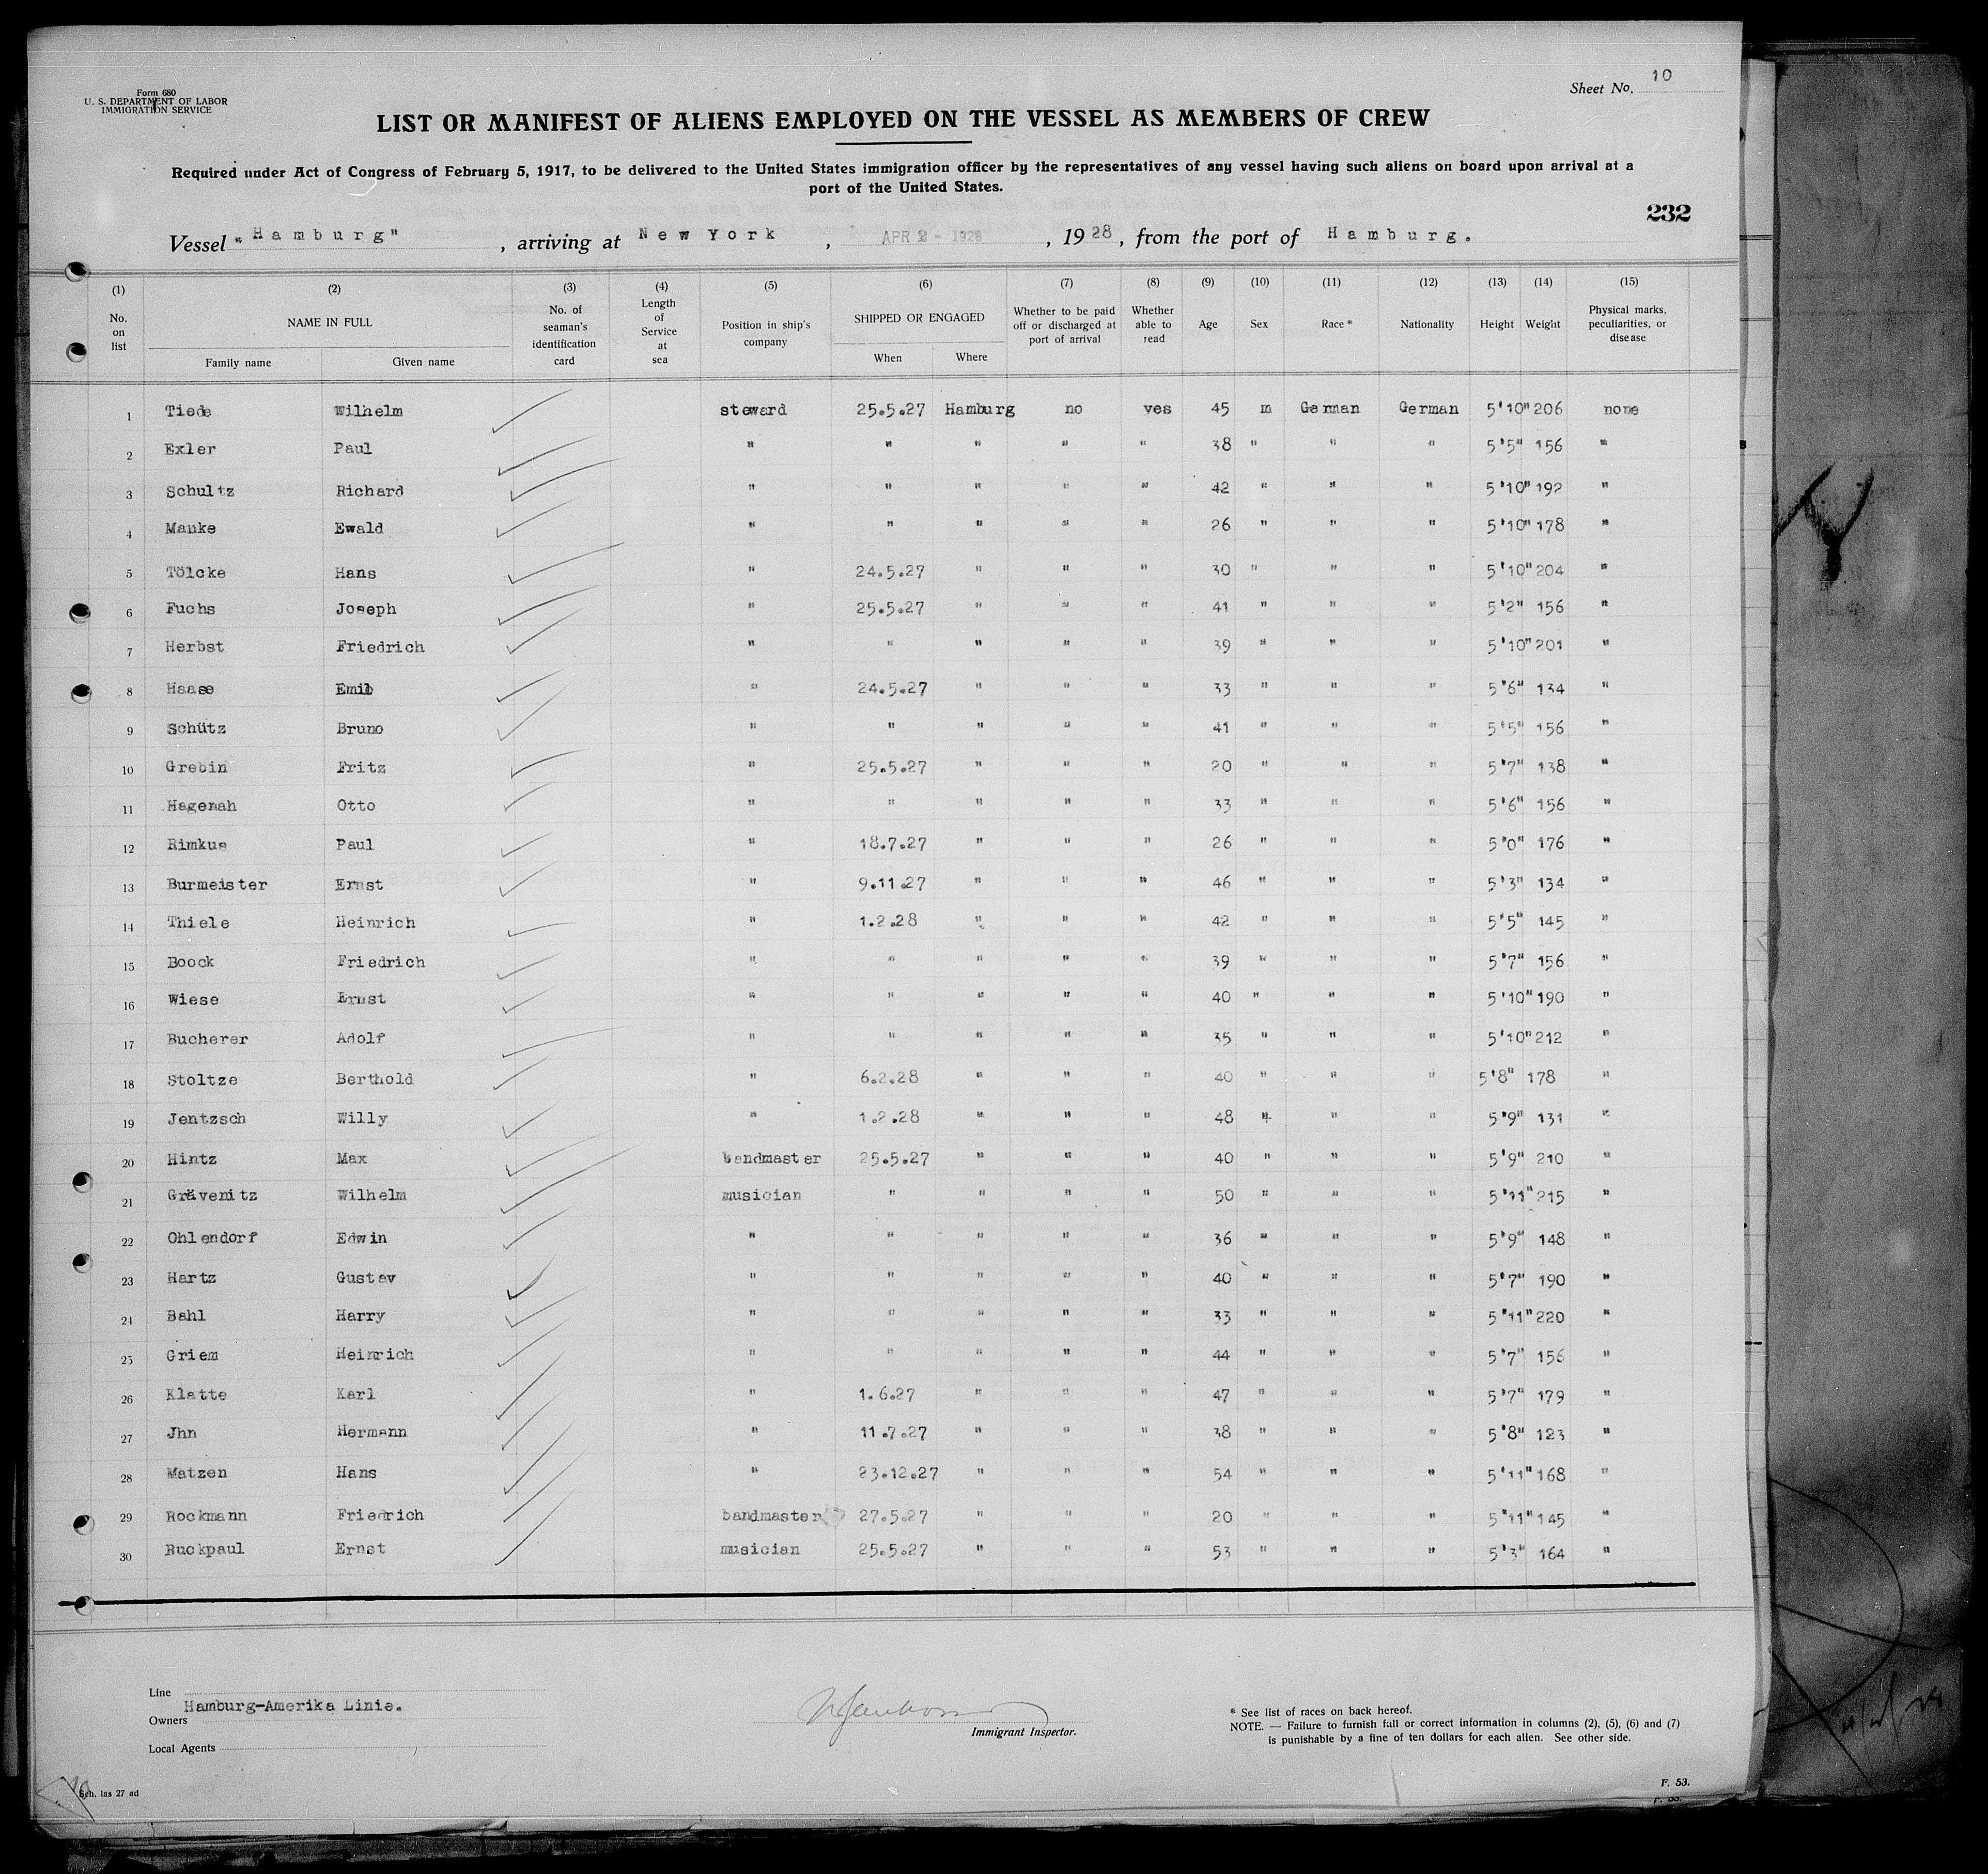 Form 680
U. S. DEPARTMENT OF LABOR
IMMIGRATION SERVICE
Sheet No. 10
LIST OR MANIFEST OF ALIENS EMPLOYED ON THE VESSEL AS MEMBERS OF CREW
Required under Act of Congress of February 5, 1917, to be delivered to the United States immigration officer by the representatives of any vessel having such aliens on board upon arrival at a
port of the United States.
232
Vessel "Hamburg" , arriving at New York , APR 2 - 1928 , 19 28 , from the port of Hamburg.
(1) (2) (3) (4) (5) (6) (7) (8) (9) (10) (11) (12) (13) (14) (15)
No. on list NAME IN FULL Family name Given name No. of seaman's identification card Length of Service at sea Position in ship's company SHIPPED OR ENGAGED When Where Whether to be paid off or discharged at port of arrival Whether able to read Age Sex Race * Nationality Height Weight Physical marks, peculiarities, or disease
1 Tiede Wilhelm steward 25.5.27 Hamburg no yes 45 m German German 5'10" 206 none
2 Exler Paul " " " " " 38 " " " 5'5" 156 "
3 Schultz Richard " " " " " 42 " " " 5'10" 192 "
4 Manke Ewald " " " " " 26 " " " 5'10" 178 "
5 Tölcke Hans " 24.5.27 " " " 30 " " " 5'10" 204 "
6 Fuchs Joseph " 25.5.27 " " " 41 " " " 5'2" 156 "
7 Herbst Friedrich " " " " " 39 " " " 5'10" 201 "
8 Haase Emil " 24.5.27 " " " 33 " " " 5'6" 134 "
9 Schütz Bruno " " " " " 41 " " " 5'5" 156 "
10 Grebin Fritz " 25.5.27 " " " 20 " " " 5'7" 138 "
11 Hagenah Otto " " " " " 33 " " " 5'6" 156 "
12 Rimkus Paul " 18.7.27 " " " 26 " " " 5'0" 176 "
13 Burmeister Ernst " 9.11.27 " " " 46 " " " 5'3" 134 "
14 Thiele Heinrich " 1.2.28 " " " 42 " " " 5'5" 145 "
15 Boock Friedrich " " " " " 39 " " " 5'7" 156 "
16 Wiese Ernst " " " " " 40 " " " 5'10" 190 "
17 Bucherer Adolf " " " " " 35 " " " 5'10" 212 "
18 Stoltze Berthold " 6.2.28 " " " 40 " " " 5'8" 178 "
19 Jentzsch Willy " 1.2.28 " " " 48 " " " 5'9" 131 "
20 Hintz Max bandmaster 25.5.27 " " " 40 " " " 5'9" 210 "
21 Grävenitz Wilhelm musician " " " " 50 " " " 5'11" 215 "
22 Ohlendorf Edwin " " " " " 36 " " " 5'9" 148 "
23 Hartz Gustav " " " " " 40 " " " 5'7" 190 "
24 Bahl Harry " " " " " 33 " " " 5'11" 220 "
25 Griem Heinrich " " " " " 44 " " " 5'7" 156 "
26 Klatte Karl " 1.6.27 " " " 47 " " " 5'7" 179 "
27 Jhn Hermann " 11.7.27 " " " 38 " " " 5'8" 123 "
28 Matzen Hans " 23.12.27 " " " 54 " " " 5'11" 168 "
29 Rockmann Friedrich bandmaster 27.5.27 " " " 20 " " " 5'11" 145 "
30 Ruckpaul Ernst musician 25.5.27 " " " 53 " " " 5'3" 164 "
Line
Hamburg-Amerika Linie.
Owners
Local Agents
Immigrant Inspector.
* See list of races on back hereof.
NOTE. — Failure to furnish full or correct information in columns (2), (5), (6) and (7)
is punishable by a fine of ten dollars for each alien. See other side.
Sch. las 27 ad
F. 53.